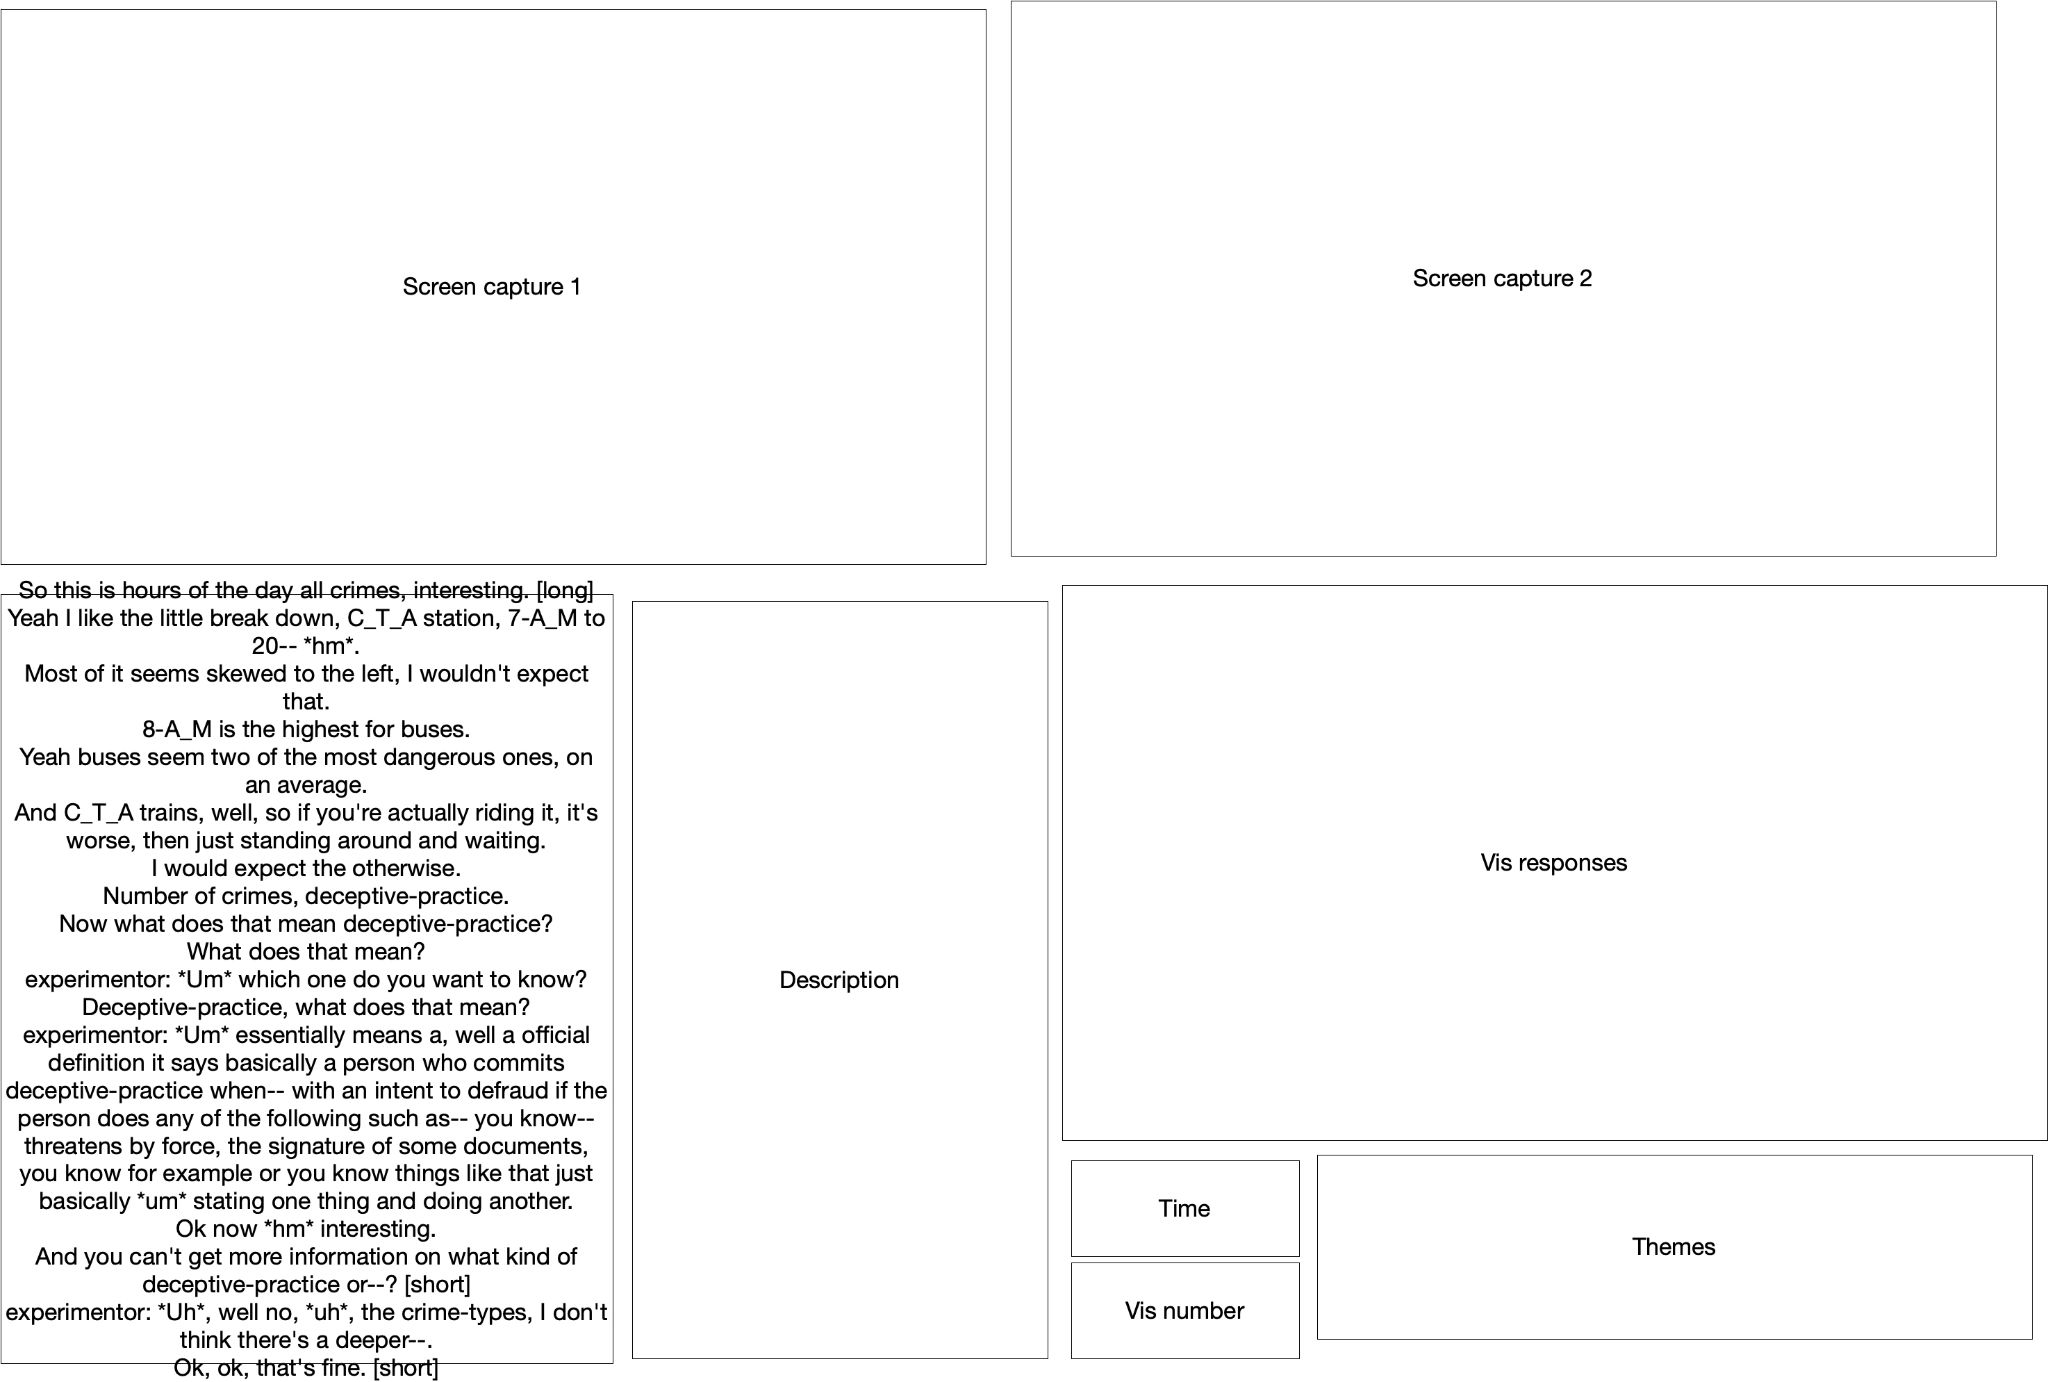 Screen capture 1
Screen capture 2
So this is hours of the day all crimes, interesting. [long]
Yeah I like the little break down, C_T_A station, 7-A_M to
20-- *hm*.
Most of it seems skewed to the left, I wouldn't expect
that.
8-A_M is the highest for buses.
Yeah buses seem two of the most dangerous ones, on
an average.
And C_T_A trains, well, so if you're actually riding it, it's
worse, then just standing around and waiting.
I would expect the otherwise.
Number of crimes, deceptive-practice.
Now what does that mean deceptive-practice?
What does that mean?
experimentor: *Um* which one do you want to know?
Deceptive-practice, what does that mean?
experimentor: *Um* essentially means a, well a official
definition it says basically a person who commits
deceptive-practice when-- with an intent to defraud if the
person does any of the following such as-- you know--
threatens by force, the signature of some documents,
you know for example or you know things like that just
basically *um* stating one thing and doing another.
Ok now *hm* interesting.
And you can't get more information on what kind of
deceptive-practice or--? [short]
experimentor: *Uh*, well no, *uh*, the crime-types, I don't
think there's a deeper--.
Ok, ok, that's fine. [short]
Description
Vis responses
Time
Vis number
Themes